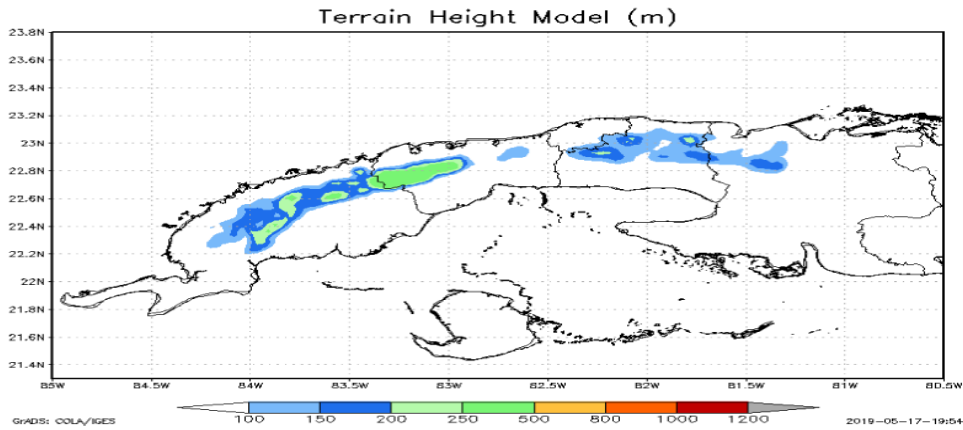 Terrain Height Model (m)
23.8N
23.6N
23.4N
23.2N
23N
22.8N
22.6N
22.4N
22.2N
22N
21.8N
21.6N
21.4N
85W 84.5W 84W 83.5W 83W 82.5W 82W 81.5W 81W 80.5W
100 150 200 250 500 800 1000 1200
GrADS: COLA/IGES 2019-05-17-19:54